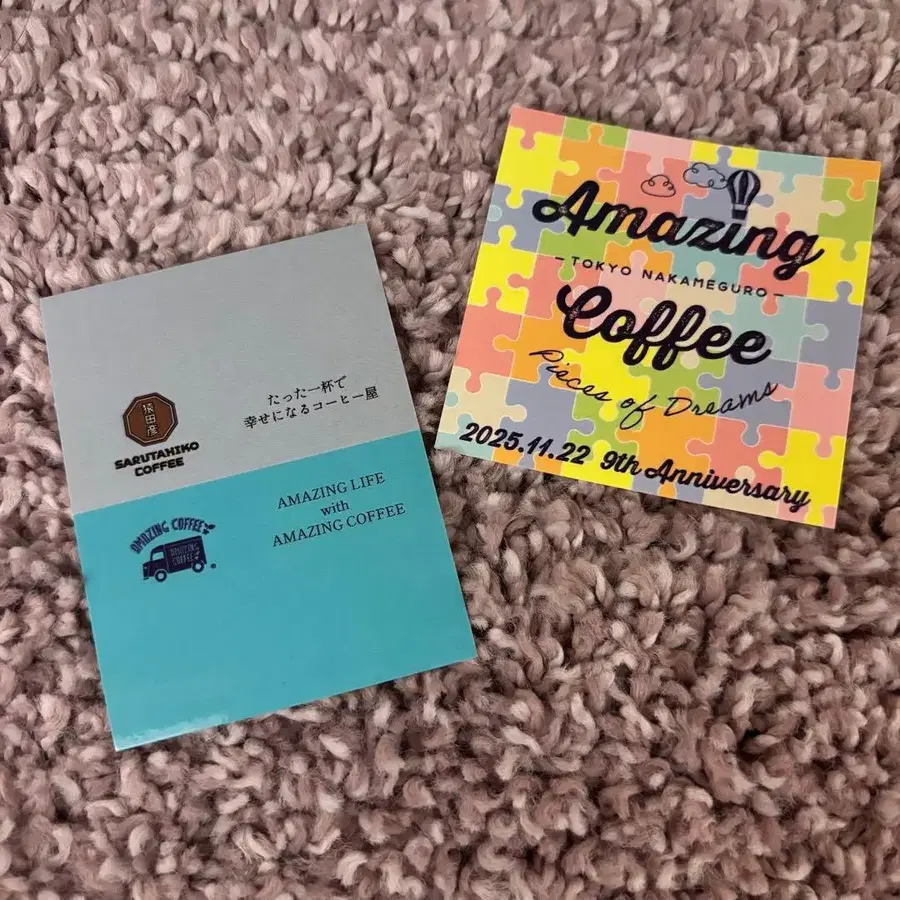 猿田彦
SARUTAHIKO
COFFEE
たった一杯で
幸せになるコーヒー屋
AMAZING COFFEE
AMAZING
COFFEE
AMAZING LIFE
with
AMAZING COFFEE
Amazing
-TOKYO NAKAMEGURO-
Coffee
Pieces of Dreams
2025.11.22 9th Anniversary